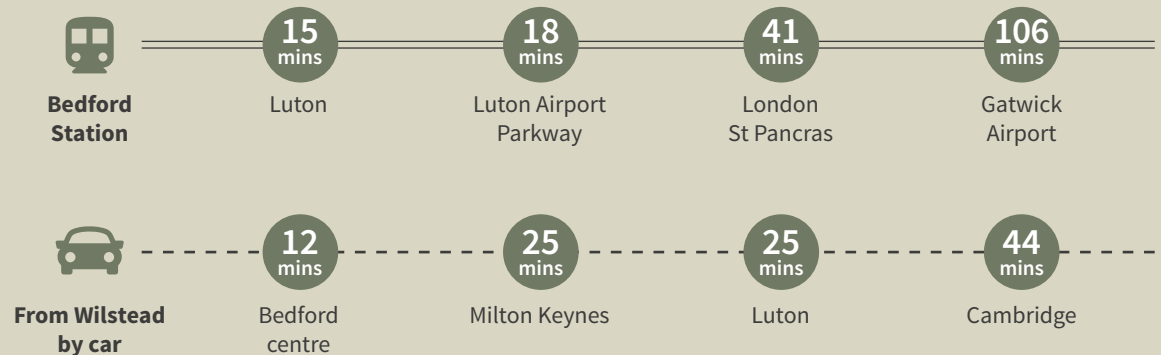 15
mins
18
mins
41
mins
106
mins
Bedford
Station
Luton
Luton Airport
Parkway
London
St Pancras
Gatwick
Airport
12
mins
25
mins
25
mins
44
mins
From Wilstead
by car
Bedford
centre
Milton Keynes
Luton
Cambridge